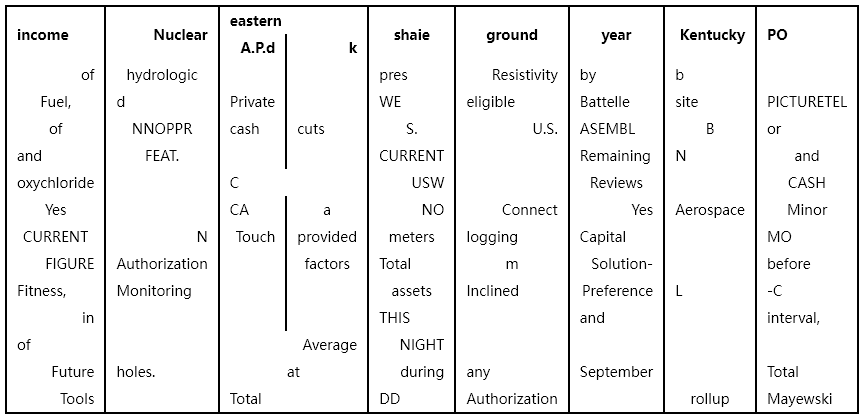 eastern
income Nuclear A.P.d k shaie ground year Kentucky PO
of hydrologic pres Resistivity by b
Fuel, d Private WE eligible Battelle site PICTURETEL
of NNOPPR cash cuts S. U.S. ASEMBL B or
and FEAT. CURRENT Remaining N and
oxychloride C USW Reviews CASH
Yes CA a NO Connect Yes Aerospace Minor
CURRENT N Touch provided meters logging Capital MO
FIGURE Authorization factors Total m Solution- before
Fitness, Monitoring assets Inclined Preference L -C
in THIS and interval,
of Average NIGHT
Future holes. at during any September Total
Tools Total DD Authorization rollup Mayewski